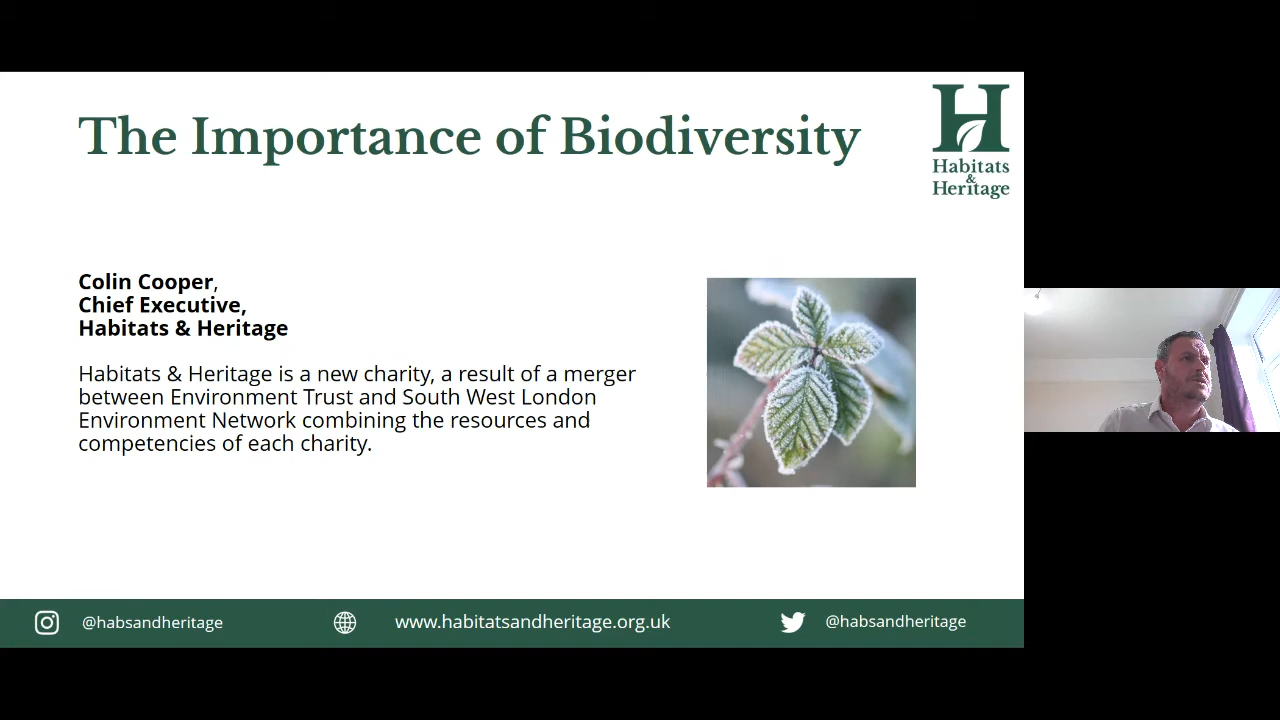 The Importance of Biodiversity
Habitats
&
Heritage
Colin Cooper,
Chief Executive,
Habitats & Heritage
Habitats & Heritage is a new charity, a result of a merger
between Environment Trust and South West London
Environment Network combining the resources and
competencies of each charity.
@habsandheritage
www.habitatsandheritage.org.uk
@habsandheritage